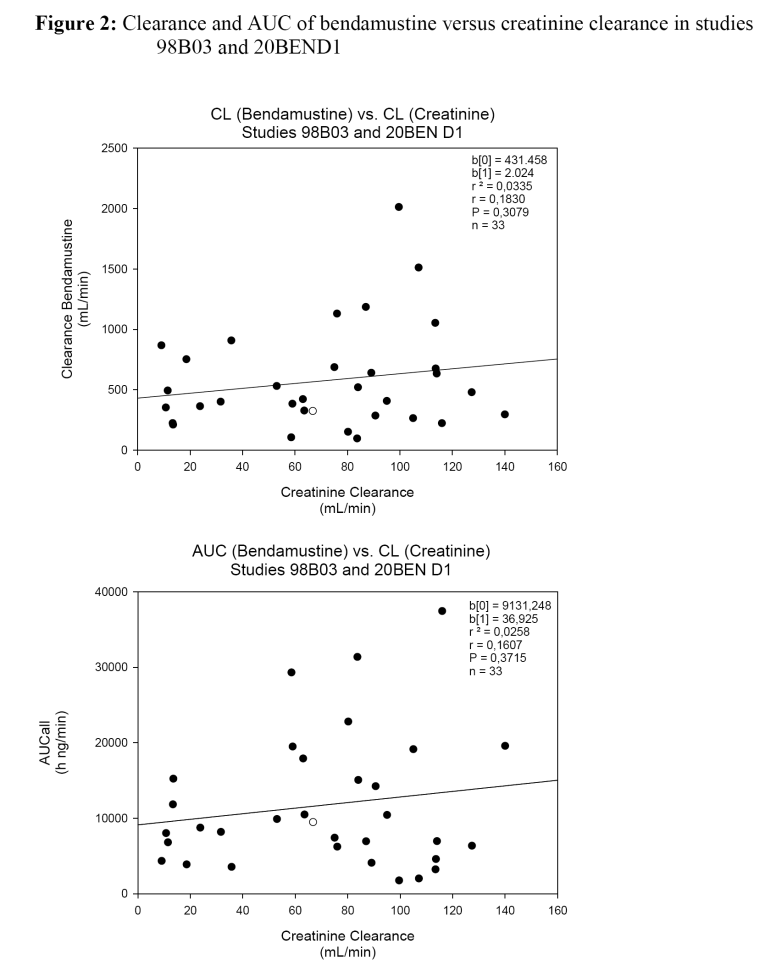 Figure 2: Clearance and AUC of bendamustine versus creatinine clearance in studies
98B03 and 20BEND1
CL (Bendamustine) vs. CL (Creatinine)
Studies 98B03 and 20BEN D1
b[0] = 431.458
b[1] = 2.024
r ² = 0,0335
r = 0,1830
P = 0,3079
n = 33
Clearance Bendamustine
(mL/min)
2500
2000
1500
1000
500
0
0 20 40 60 80 100 120 140 160
Creatinine Clearance
(mL/min)
AUC (Bendamustine) vs. CL (Creatinine)
Studies 98B03 and 20BEN D1
b[0] = 9131,248
b[1] = 36,925
r ² = 0,0258
r = 0,1607
P = 0,3715
n = 33
AUCall
(h ng/min)
40000
30000
20000
10000
0
0 20 40 60 80 100 120 140 160
Creatinine Clearance
(mL/min)